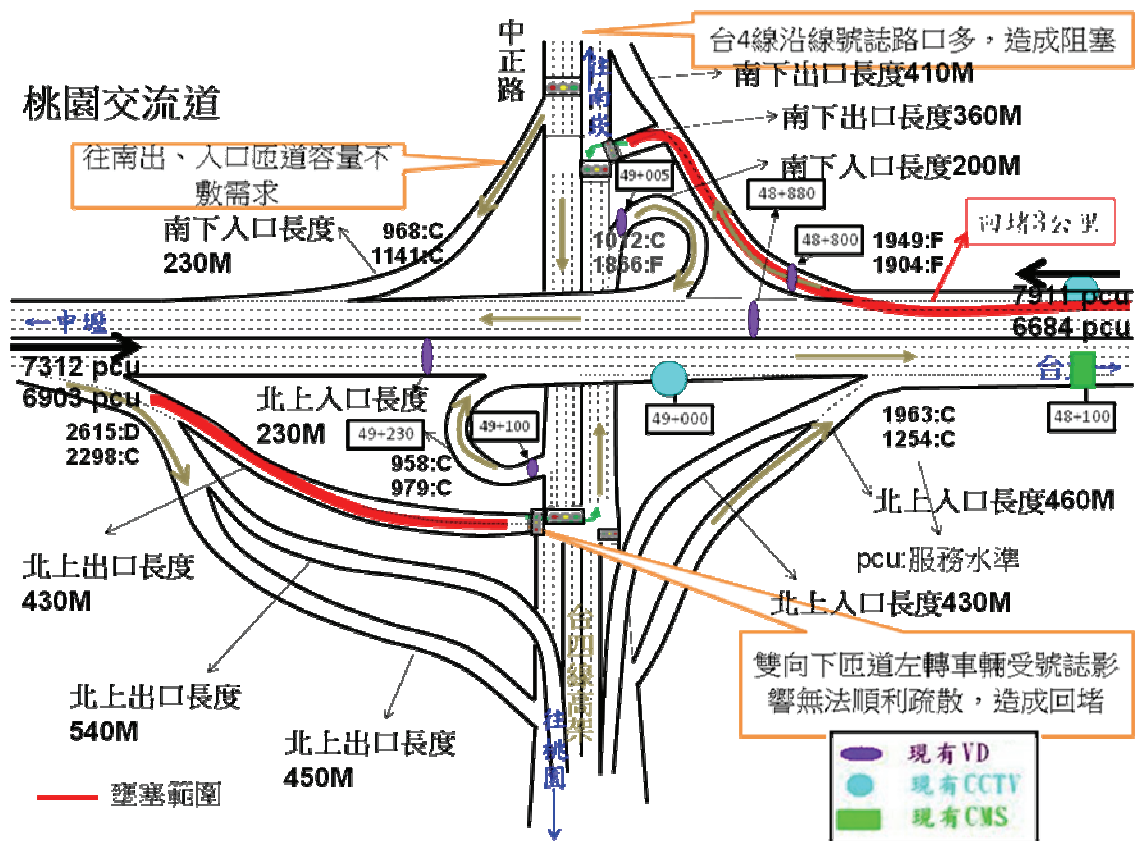 中正路
台4線沿線號誌路口多，造成阻塞
往南崁
南下出口長度410M
桃園交流道
南下出口長度360M
往南出、入口匝道容量不
敷需求
49+005
南下入口長度200M
48+880
南下入口長度
230M
968:C
1141:C
1012:C
1866:F
48+800
1949:F
1904:F
回堵3公里
←中壢
7911 pcu
6684 pcu
7312 pcu
6903 pcu
台
北上入口長度
230M
2615:D
2298:C
49+230
49+100
49+000
48+100
958:C
979:C
1963:C
1254:C
北上入口長度460M
北上出口長度
430M
pcu:服務水準
北上入口長度430M
台四線高架
雙向下匝道左轉車輛受號誌影
響無法順利疏散，造成回堵
北上出口長度
540M
往桃園
北上出口長度
450M
壅塞範圍
現有VD
現有CCTV
現有CMS